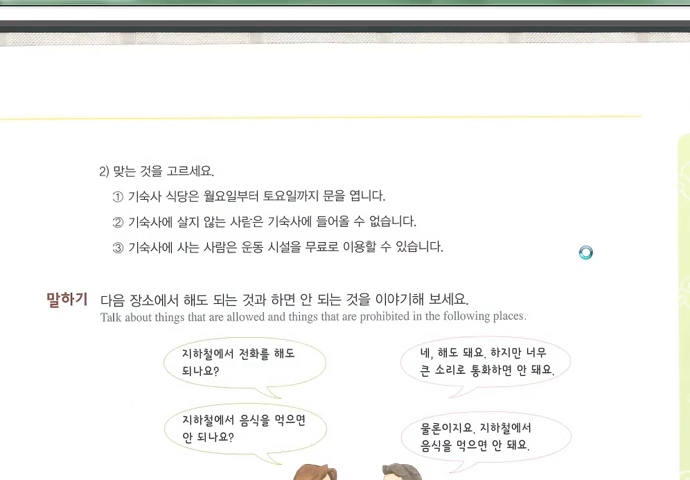 2) 맞는 것을 고르세요.
① 기숙사 식당은 월요일부터 토요일까지 문을 엽니다.
② 기숙사에 살지 않는 사람은 기숙사에 들어올 수 없습니다.
③ 기숙사에 사는 사람은 운동 시설을 무료로 이용할 수 있습니다.
말하기 다음 장소에서 해도 되는 것과 하면 안 되는 것을 이야기해 보세요.
Talk about things that are allowed and things that are prohibited in the following places.
지하철에서 전화를 해도
되나요?
네, 해도 돼요. 하지만 너무
큰 소리로 통화하면 안 돼요.
지하철에서 음식을 먹으면
안 되나요?
물론이지요. 지하철에서
음식을 먹으면 안 돼요.